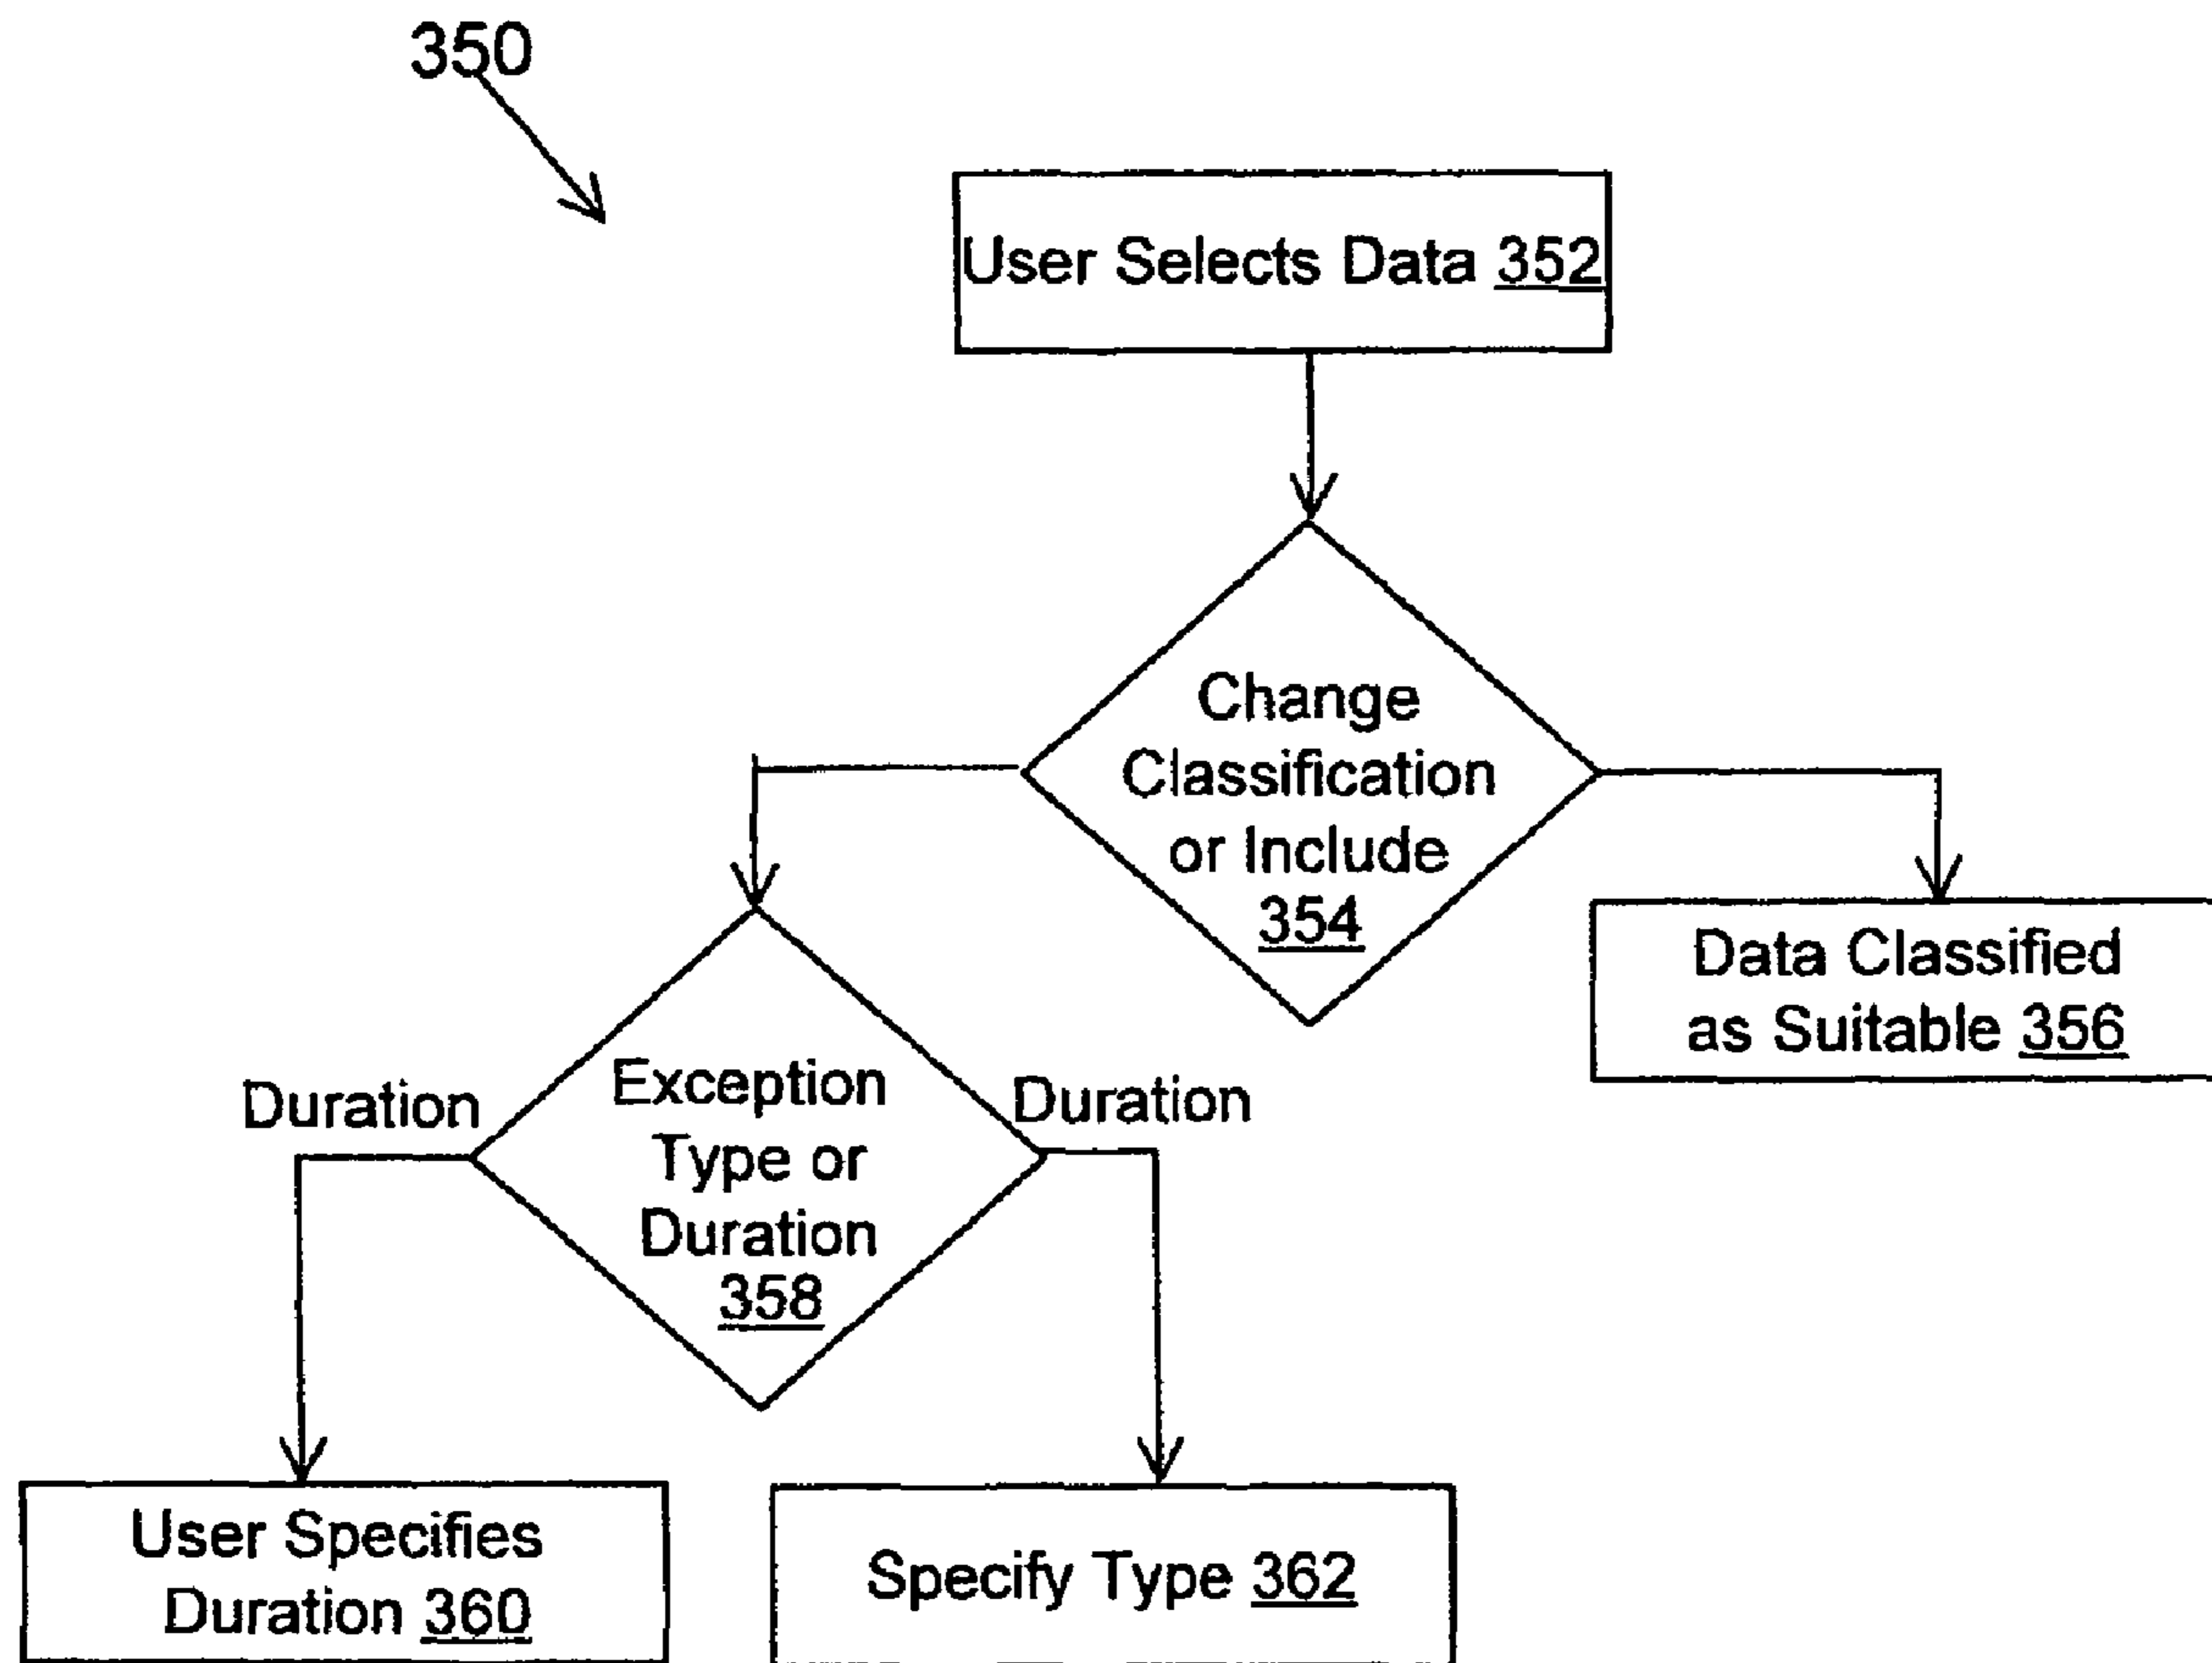 350
User Selects Data 352
Change
Classification
or Include
354
Data Classified
as Suitable 356
Duration
Exception
Type or
Duration
358
Duration
User Specifies
Duration 360
Specify Type 362